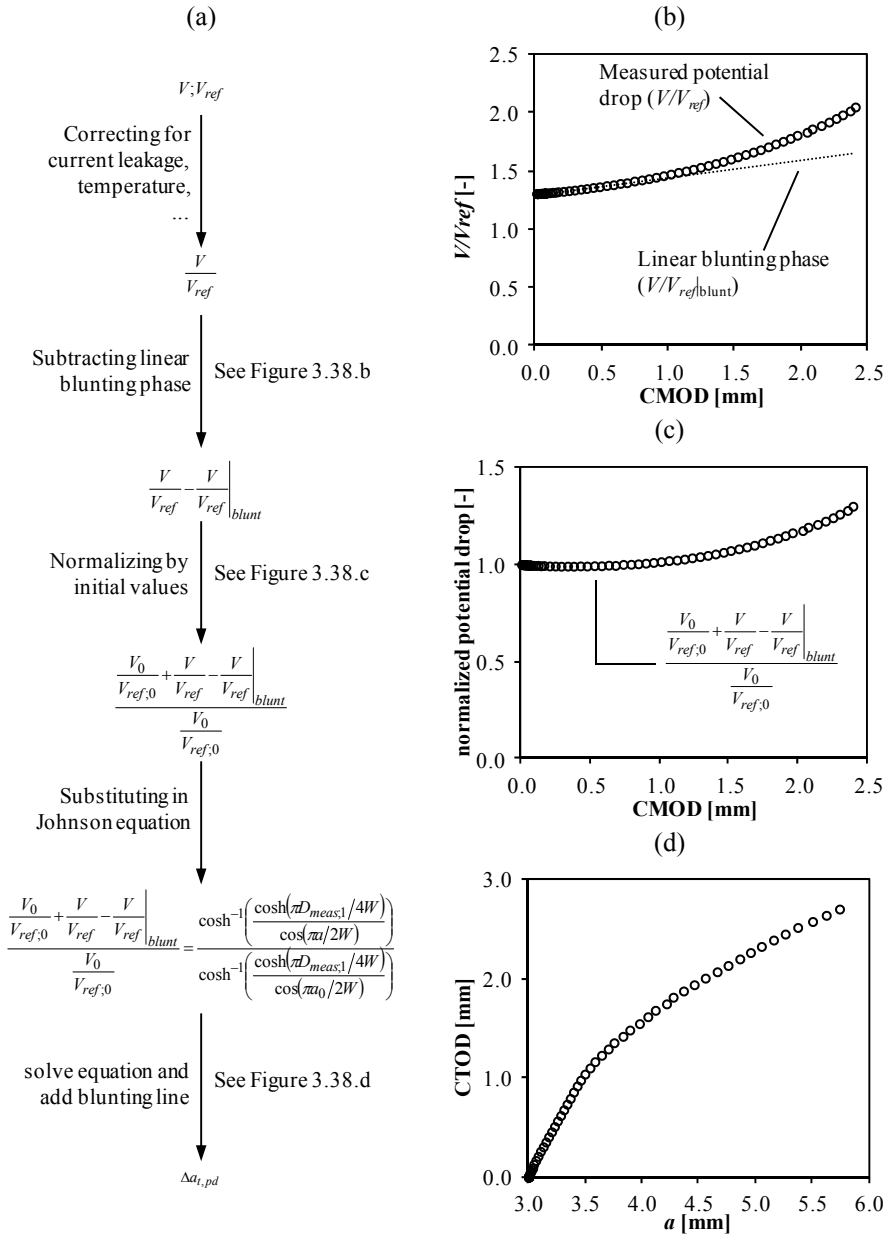 (a)
V;V_ref
Correcting for
current leakage,
temperature,
...
V/V_ref
Subtracting linear
blunting phase
See Figure 3.38.b
V/V_ref − V/V_ref|_blunt
Normalizing by
initial values
See Figure 3.38.c
(V_0/V_ref;0 + V/V_ref − V/V_ref|_blunt) / (V_0/V_ref;0)
Substituting in
Johnson equation
(V_0/V_ref;0 + V/V_ref − V/V_ref|_blunt) / (V_0/V_ref;0) = cosh⁻¹(cosh(πD_meas;1/4W) / cos(πa/2W)) / cosh⁻¹(cosh(πD_meas;1/4W) / cos(πa_0/2W))
solve equation and
add blunting line
See Figure 3.38.d
Δa_t,pd
(b)
2.5
2.0
1.5
1.0
0.5
0.0
V/Vref [-]
Measured potential
drop (V/V_ref)
Linear blunting phase
(V/V_ref|_blunt)
0.0 0.5 1.0 1.5 2.0 2.5
CMOD [mm]
(c)
1.5
1.0
0.5
0.0
normalized potential drop [-]
(V_0/V_ref;0 + V/V_ref − V/V_ref|_blunt) / (V_0/V_ref;0)
0.0 0.5 1.0 1.5 2.0 2.5
CMOD [mm]
(d)
3.0
2.0
1.0
0.0
CTOD [mm]
3.0 3.5 4.0 4.5 5.0 5.5 6.0
a [mm]